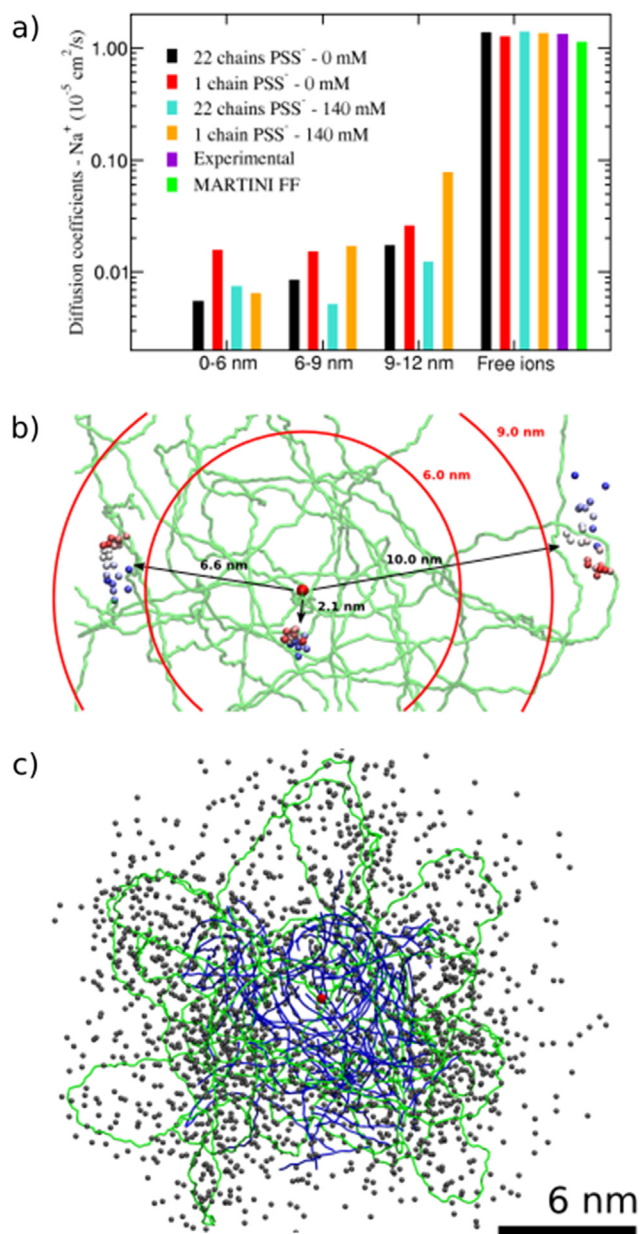 a)
Diffusion coefficients - Na⁺ (10⁻⁵ cm²/s)
1.00
0.10
0.01
22 chains PSS⁻ - 0 mM
1 chain PSS⁻ - 0 mM
22 chains PSS⁻ - 140 mM
1 chain PSS⁻ - 140 mM
Experimental
MARTINI FF
0-6 nm 6-9 nm 9-12 nm Free ions
b)
9.0 nm
6.0 nm
6.6 nm
10.0 nm
2.1 nm
c)
6 nm